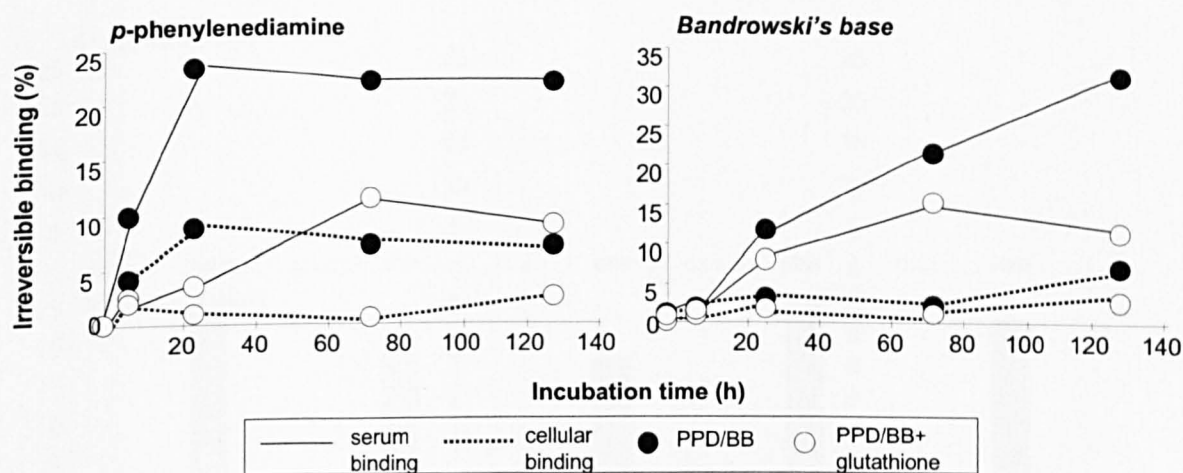 p-phenylenediamine
Bandrowski's base
Irreversible binding (%)
25
20
15
10
5
0
20 40 60 80 100 120 140
35
30
25
20
15
10
5
0
20 40 60 80 100 120 140
Incubation time (h)
serum binding
cellular binding
PPD/BB
PPD/BB+ glutathione